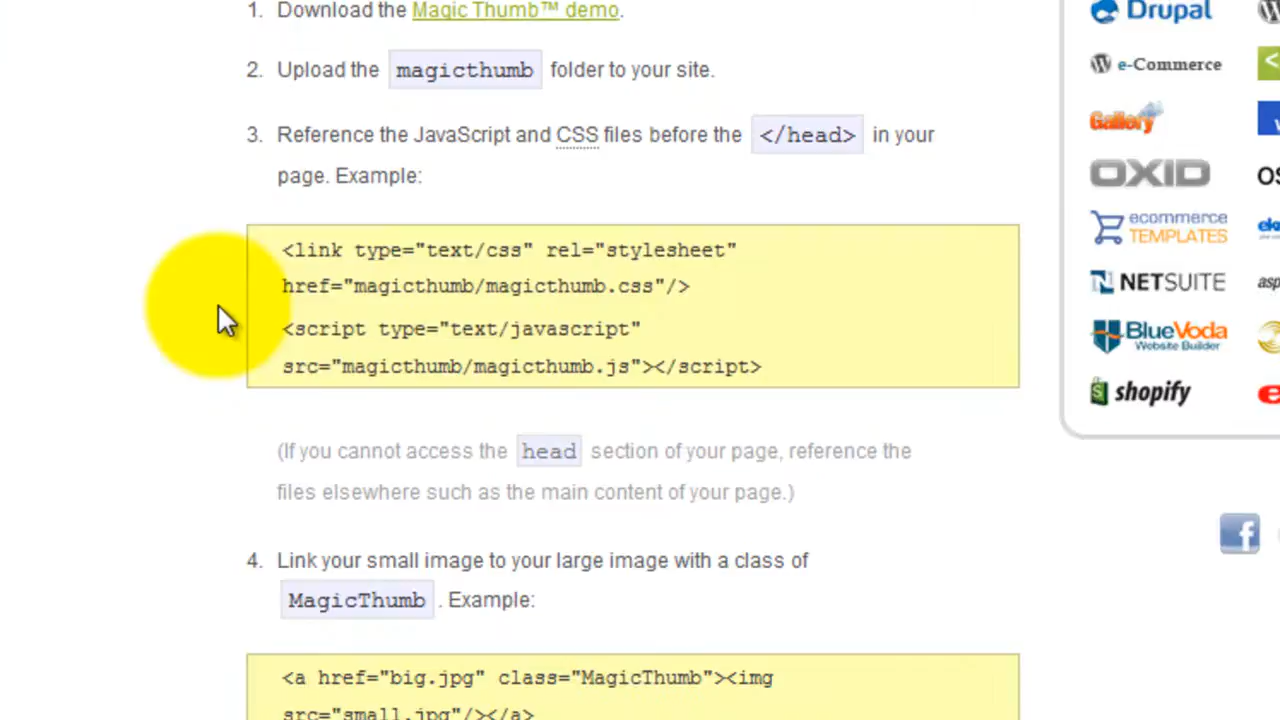 1. Download the Magic Thumb™ demo.
2. Upload the magicthumb folder to your site.
3. Reference the JavaScript and CSS files before the </head> in your
page. Example:
<link type="text/css" rel="stylesheet"
href="magicthumb/magicthumb.css"/>
<script type="text/javascript"
src="magicthumb/magicthumb.js"></script>
(If you cannot access the head section of your page, reference the
files elsewhere such as the main content of your page.)
4. Link your small image to your large image with a class of
MagicThumb . Example:
<a href="big.jpg" class="MagicThumb"><img
src="small.jpg"/></a>
Drupal
e-Commerce
Gallery
OXID
ecommerce
TEMPLATES
NETSUITE
BlueVoda
Website Builder
shopify